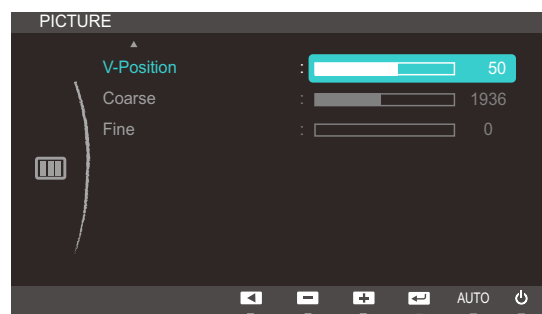 PICTURE
V-Position : 50
Coarse : 1936
Fine : 0
AUTO